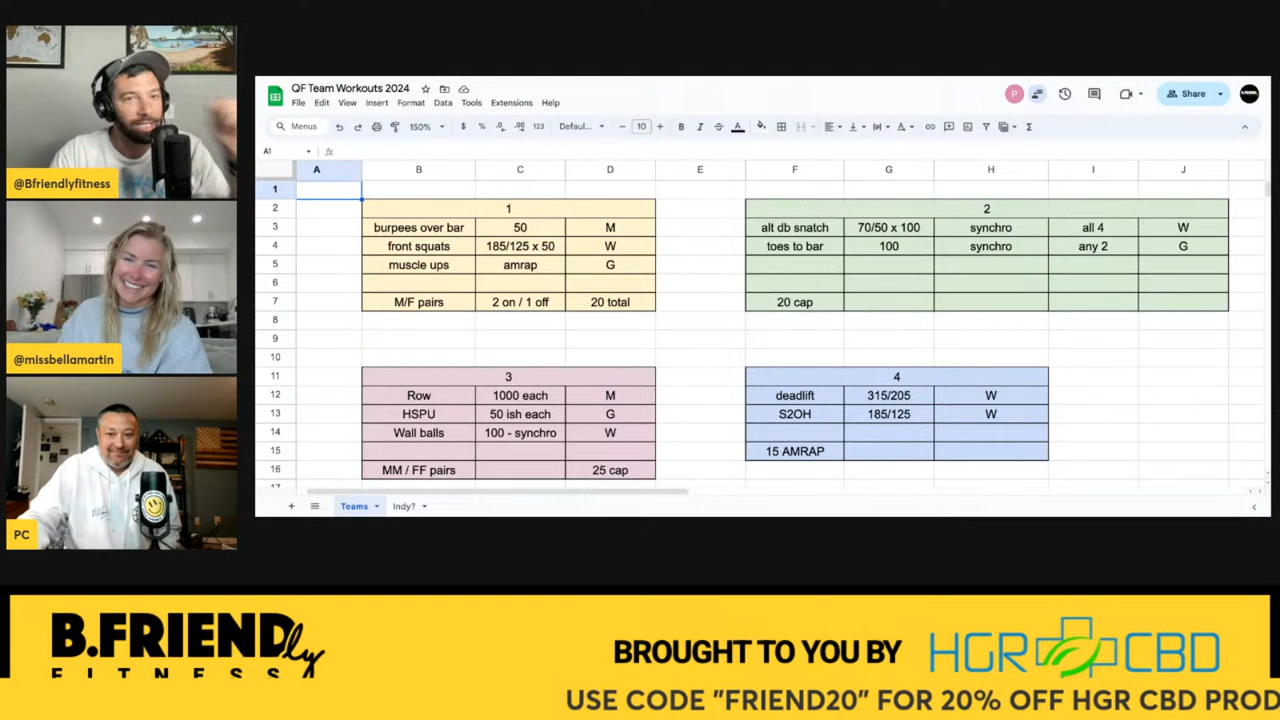 @Bfriendlyfitness
@missbellamartin
PC
QF Team Workouts 2024
File Edit View Insert Format Data Tools Extensions Help
Share
Menus 150% $ % .0 .00 123 Defaul... 10 B I A
A1 fx
A B C D E F G H I J
1
2 1 2
3 burpees over bar 50 M alt db snatch 70/50 x 100 synchro all 4 W
4 front squats 185/125 x 50 W toes to bar 100 synchro any 2 G
5 muscle ups amrap G
6
7 M/F pairs 2 on / 1 off 20 total 20 cap
8
9
10
11 3 4
12 Row 1000 each M deadlift 315/205 W
13 HSPU 50 ish each G S2OH 185/125 W
14 Wall balls 100 - synchro W
15 15 AMRAP
16 MM / FF pairs 25 cap
17
Teams Indy?
B.FRIENDly
FITNESS
BROUGHT TO YOU BY HGR CBD
USE CODE "FRIEND20" FOR 20% OFF HGR CBD PROD